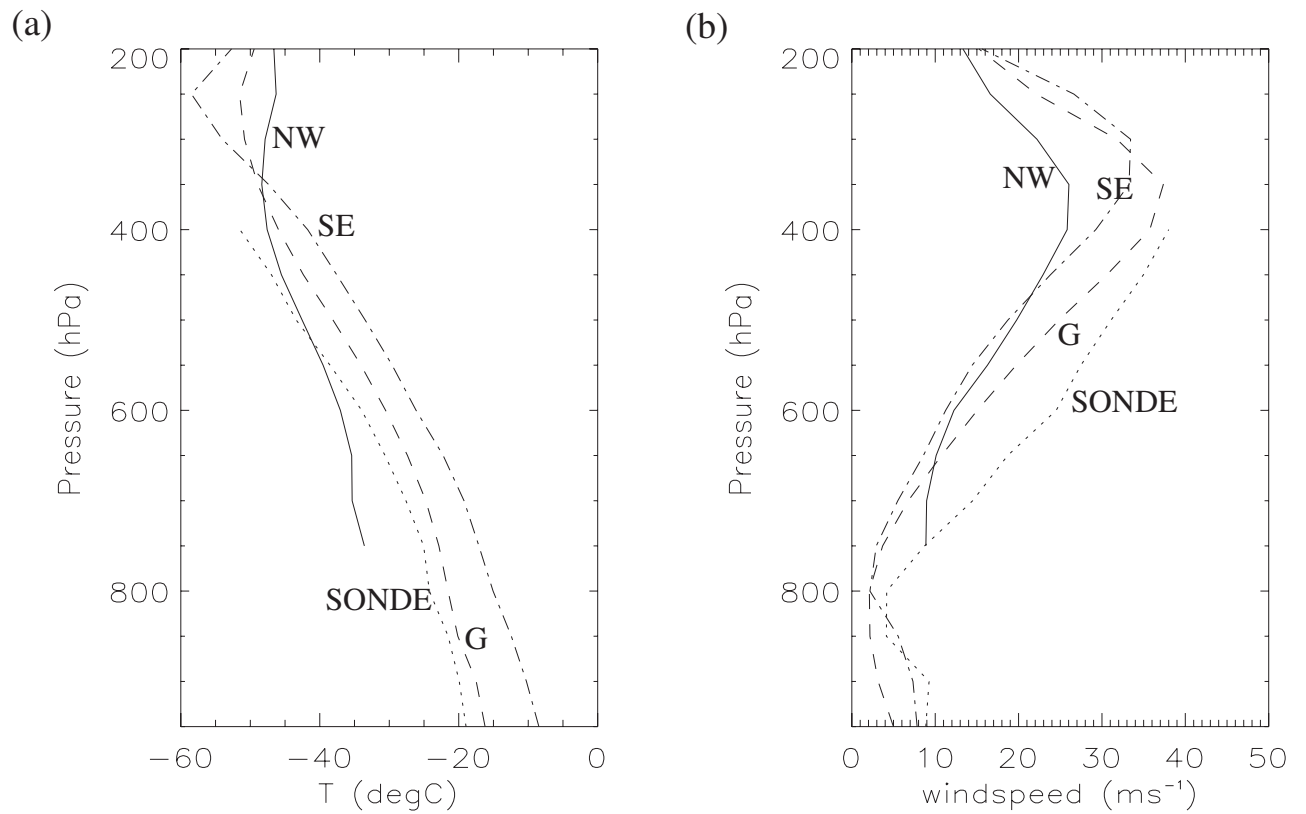 (a)
200
400
600
800
Pressure (hPa)
NW
SE
SONDE
G
−60 −40 −20 0
T (degC)
(b)
200
400
600
800
Pressure (hPa)
NW
SE
G
SONDE
0 10 20 30 40 50
windspeed (ms⁻¹)